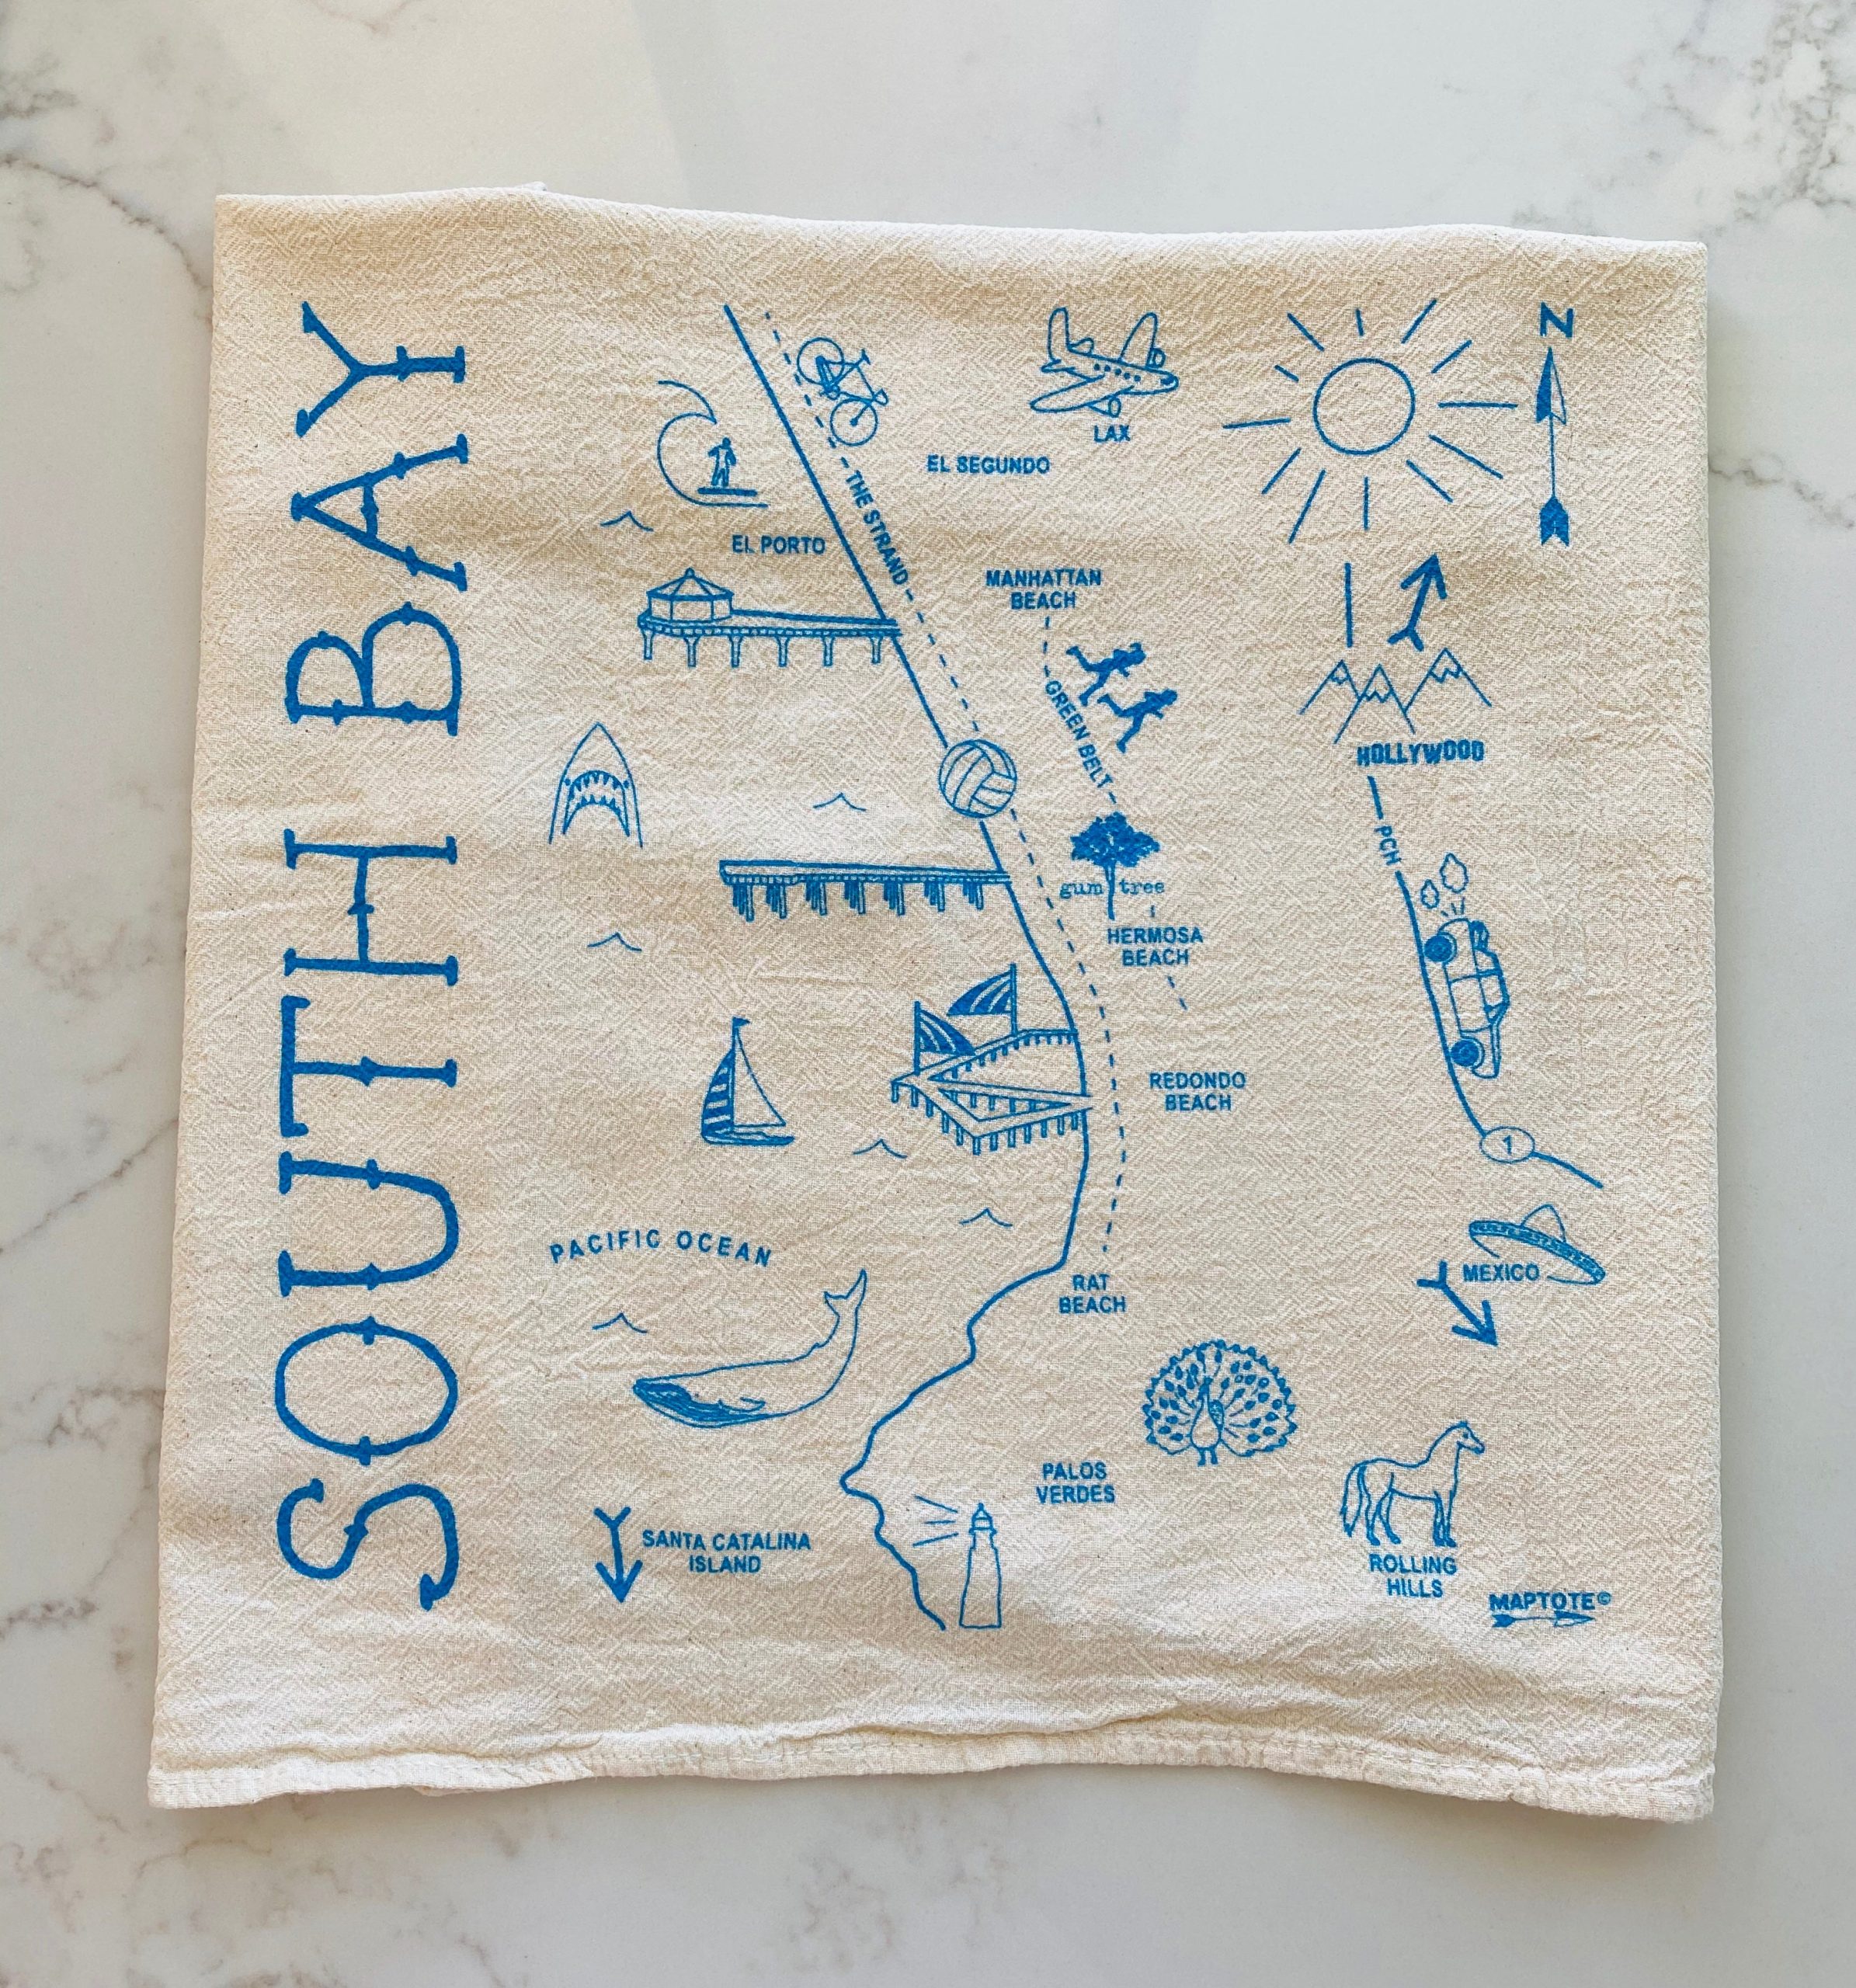 SOUTH BAY
N
LAX
EL SEGUNDO
THE STRAND
EL PORTO
MANHATTAN
BEACH
GREEN BELT
HOLLYWOOD
PCH
gum tree
HERMOSA
BEACH
REDONDO
BEACH
1
PACIFIC OCEAN
MEXICO
RAT
BEACH
PALOS
VERDES
SANTA CATALINA
ISLAND
ROLLING
HILLS
MAPTOTE©